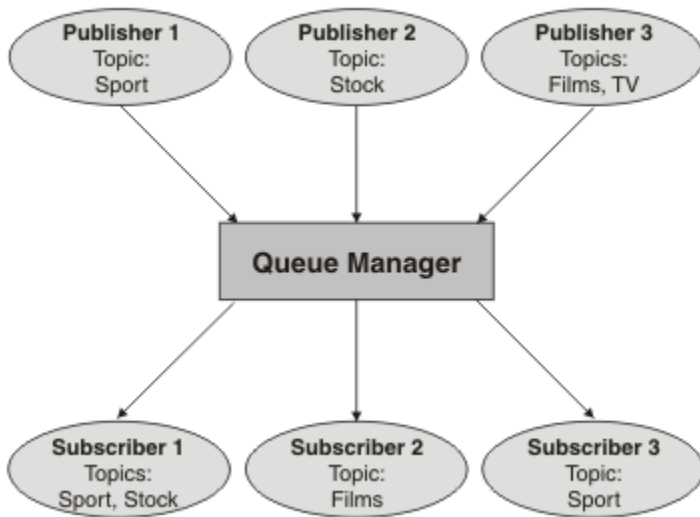 Publisher 1
Topic:
Sport
Publisher 2
Topic:
Stock
Publisher 3
Topics:
Films, TV
Queue Manager
Subscriber 1
Topics:
Sport, Stock
Subscriber 2
Topic:
Films
Subscriber 3
Topic:
Sport